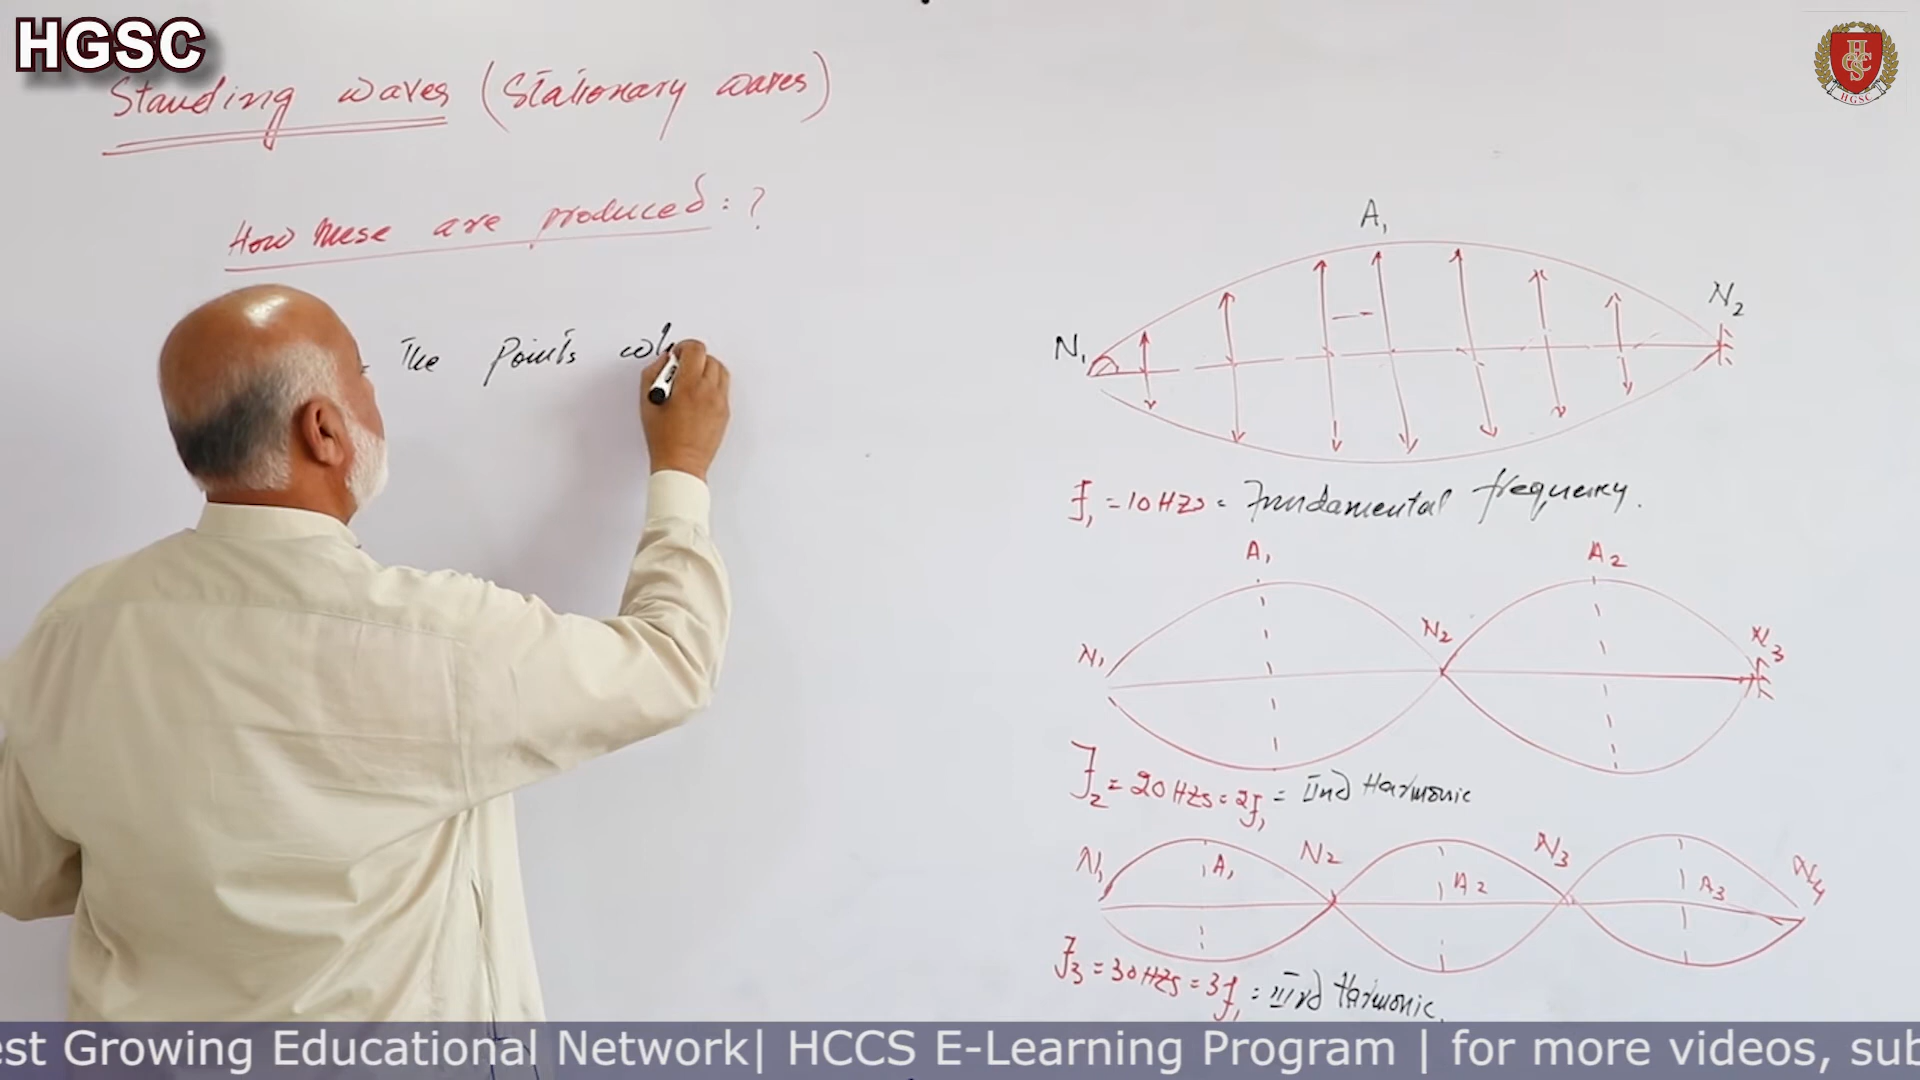 HGSC
Standing waves (Stationary waves)
How these are produced: ?
The Points wh
A1
N1
N2
f1 = 10 Hzs = Fundamental frequency.
A1 A2
N1 N2 N3
f2 = 20 Hzs = 2f1 = IInd Harmonic
N1 A1 N2 A2 N3 A3 N4
f3 = 30 Hzs = 3f1 = IIIrd Harmonic.
HGSC
est Growing Educational Network| HCCS E-Learning Program | for more videos, sub